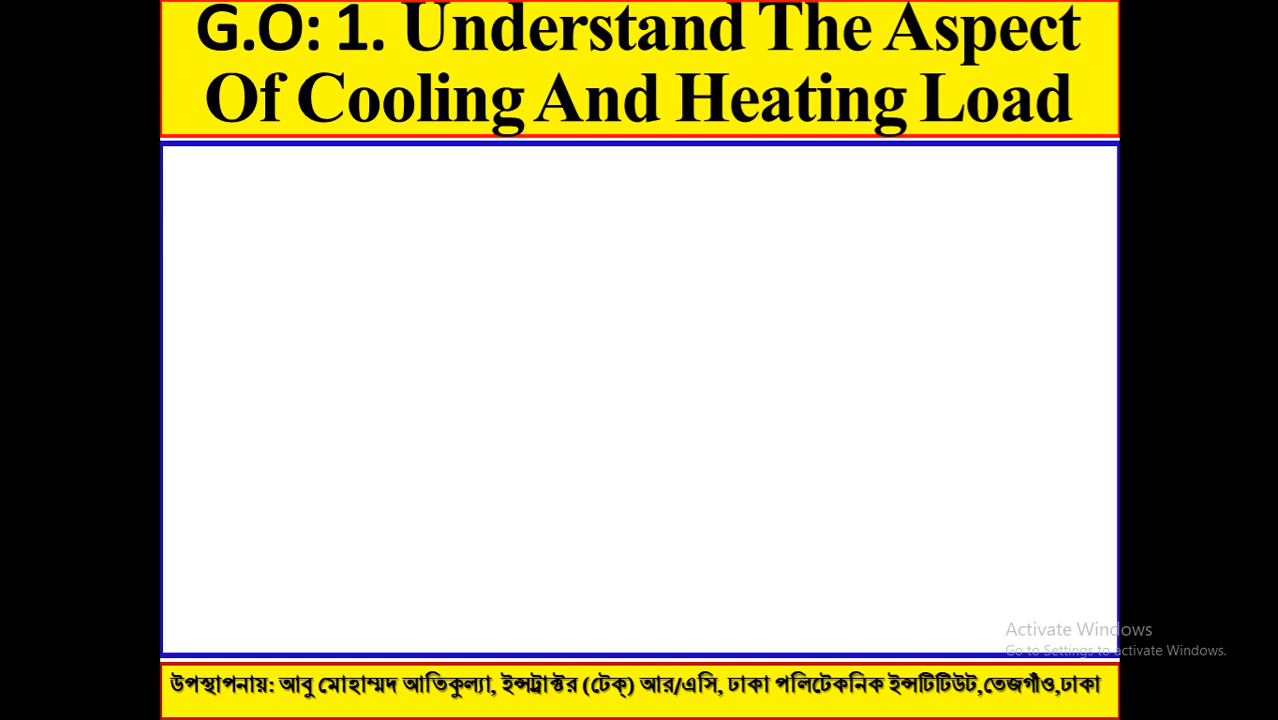 G.O: 1. Understand The Aspect
Of Cooling And Heating Load
Activate Windows
Go to Settings to activate Windows.
উপস্থাপনায়: আবু মোহাম্মদ আতিকুল্যা, ইন্সট্রাক্টর (টেক্) আর/এসি, ঢাকা পলিটেকনিক ইন্সটিটিউট,তেজগাঁও,ঢাকা